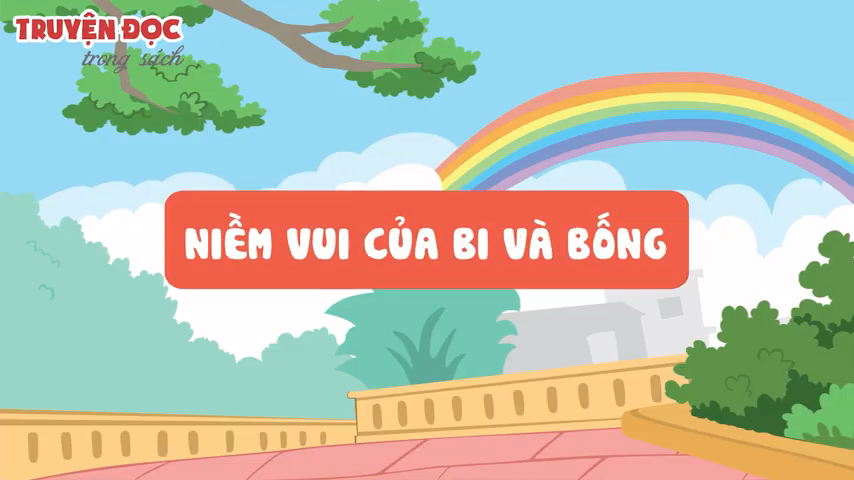 TRUYỆN ĐỌC
trong sách
NIỀM VUI CỦA BI VÀ BỐNG